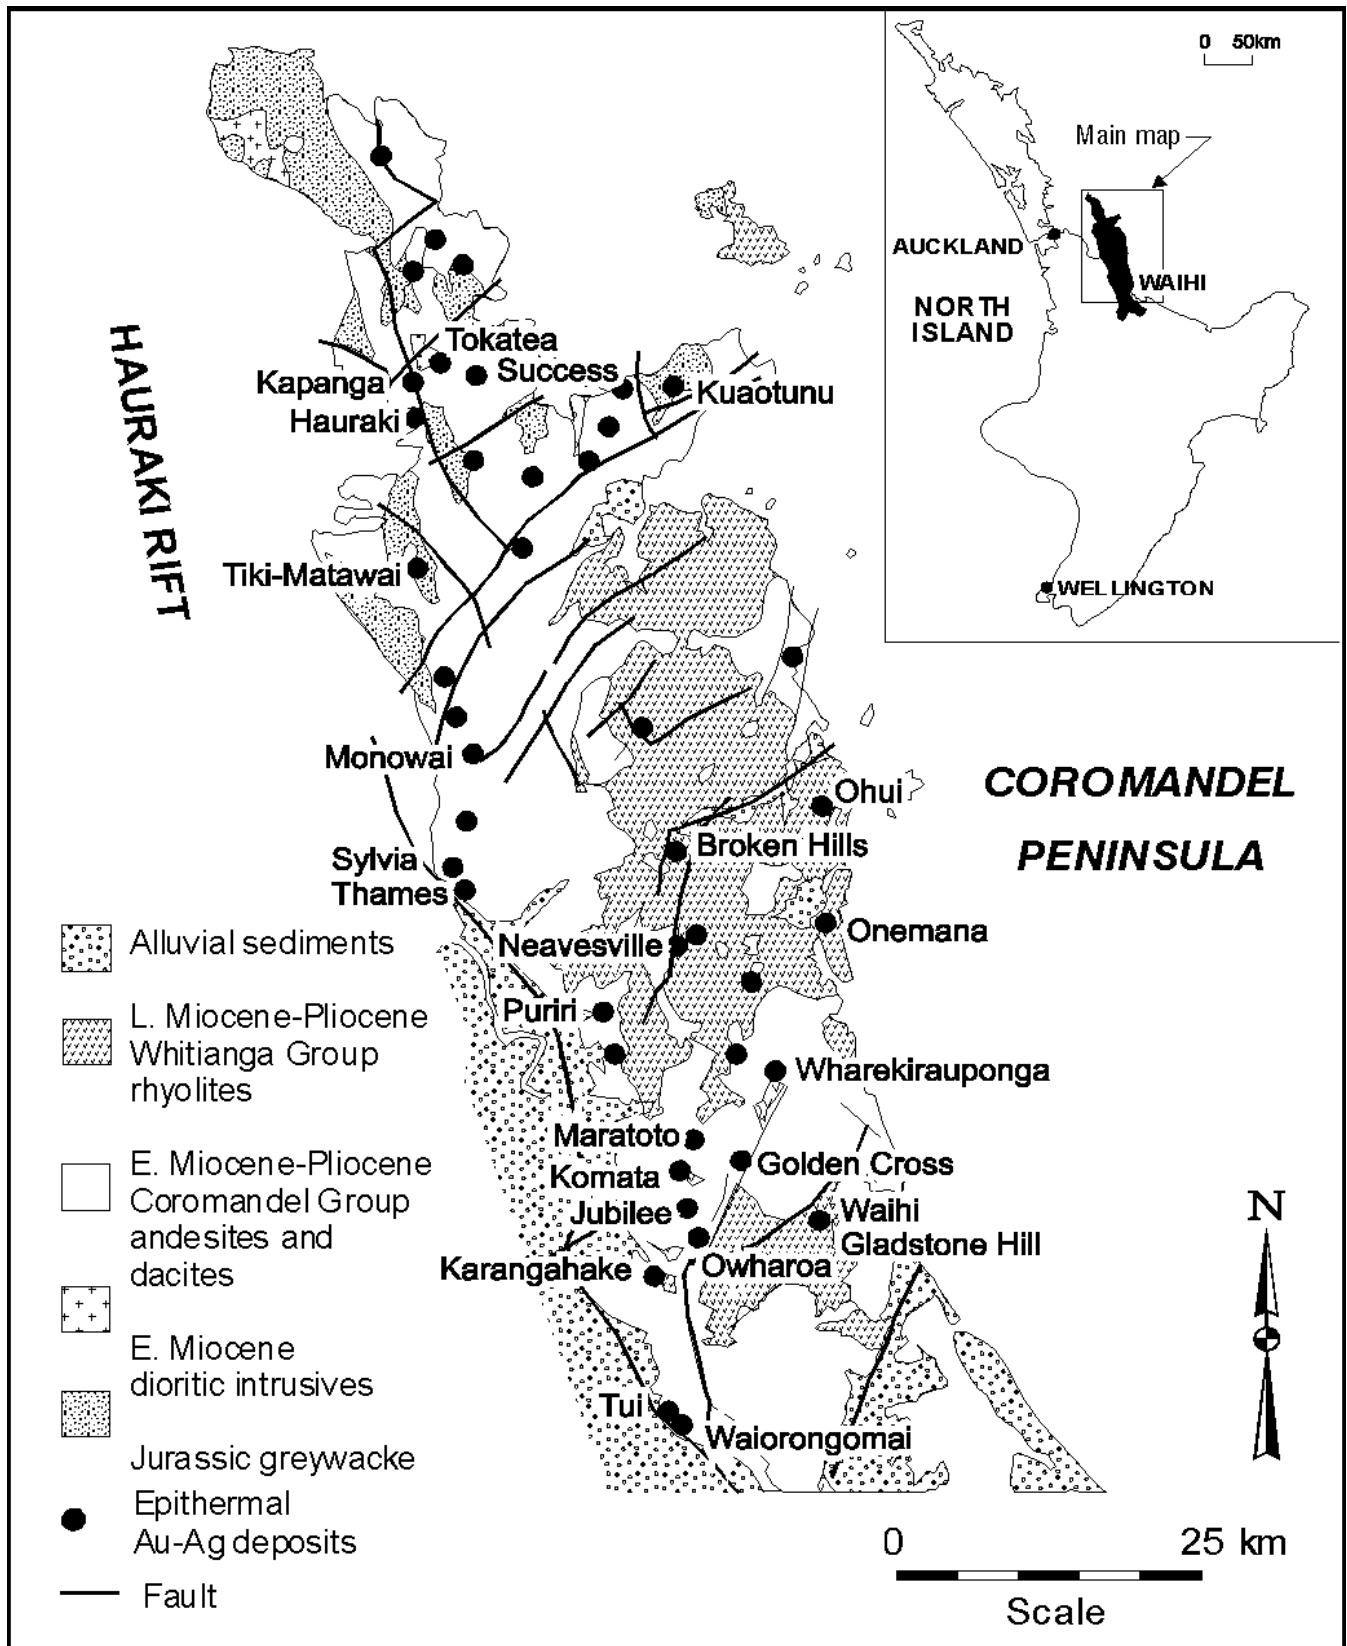 0 50km
Main map
AUCKLAND
WAIHI
NORTH
ISLAND
WELLINGTON
HAURAKI RIFT
Tokatea
Success
Kapanga
Kuaotunu
Hauraki
Tiki-Matawai
Monowai
COROMANDEL
PENINSULA
Ohui
Broken Hills
Sylvia
Thames
Onemana
Neavesville
Puriri
Wharekirauponga
Maratoto
Golden Cross
Komata
Jubilee
Waihi
Gladstone Hill
Owharoa
Karangahake
Tui
Waiorongomai
Alluvial sediments
L. Miocene-Pliocene
Whitianga Group
rhyolites
E. Miocene-Pliocene
Coromandel Group
andesites and
dacites
E. Miocene
dioritic intrusives
Jurassic greywacke
Epithermal
Au-Ag deposits
Fault
N
0 25 km
Scale